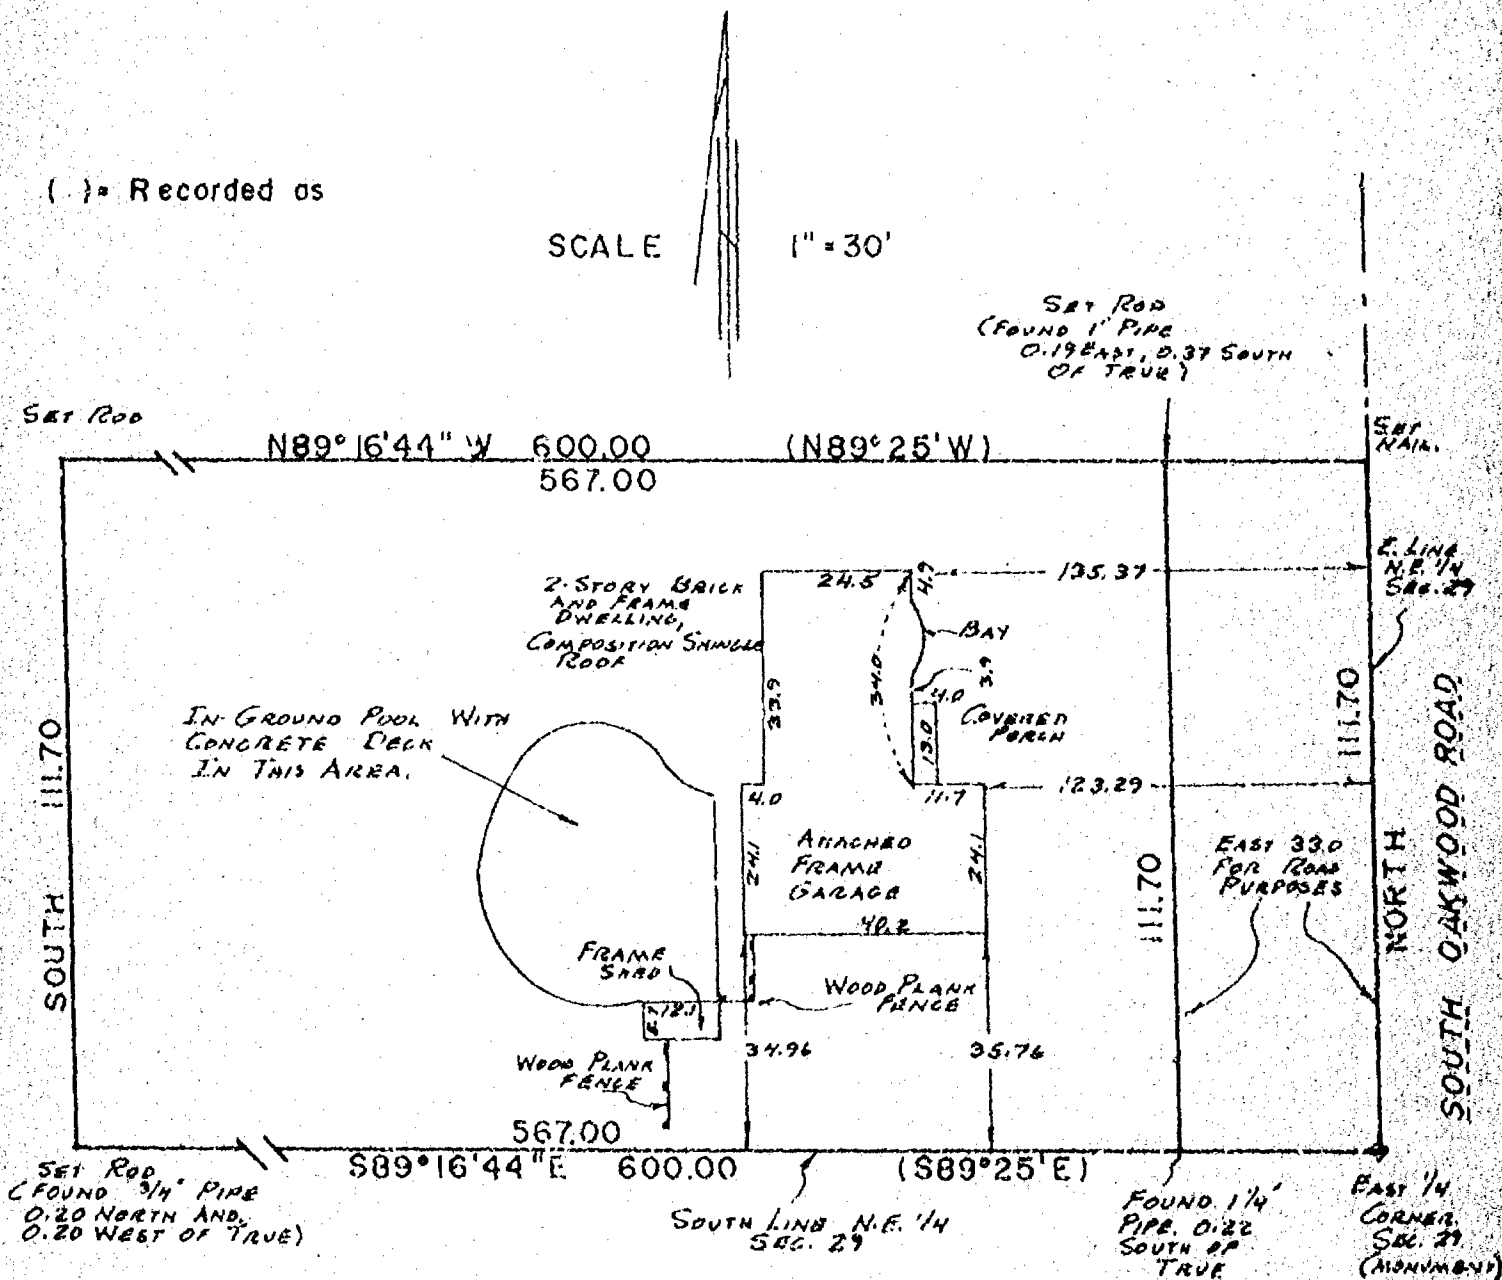 ( )= Recorded as
SCALE 1" = 30'
SET ROD
(FOUND 1" PIPE
0.19 EAST, 0.37 SOUTH
OF TRUE)
SET ROD
N89°16'44" W 600.00 (N89°25'W)
567.00
SET
NAIL.
E. LINE
N.E. 1/4
SEC. 29
2-STORY BRICK
AND FRAME
DWELLING,
COMPOSITION SHINGLE
ROOF
24.5
4.9
135.37
BAY
34.0
3.9
33.9
4.0
13.0
COVERED
PORCH
IN-GROUND POOL WITH
CONCRETE DECK
IN THIS AREA.
SOUTH 111.70
111.70
NORTH
SOUTH OAKWOOD ROAD
4.0
11.7
123.29
24.1
ATTACHED
FRAME
GARAGE
24.1
111.70
EAST 33.0
FOR ROAD
PURPOSES
40.2
FRAME
SHED
12.1
WOOD PLANK
FENCE
34.96
35.76
WOOD PLANK
FENCE
567.00
S89°16'44"E 600.00 (S89°25'E)
SET ROD
(FOUND 3/4" PIPE
0.20 NORTH AND
0.20 WEST OF TRUE)
SOUTH LINE N.E. 1/4
SEC. 29
FOUND 1 1/4"
PIPE 0.22
SOUTH OF
TRUE
EAST 1/4
CORNER
SEC. 29
(MONUMENT)